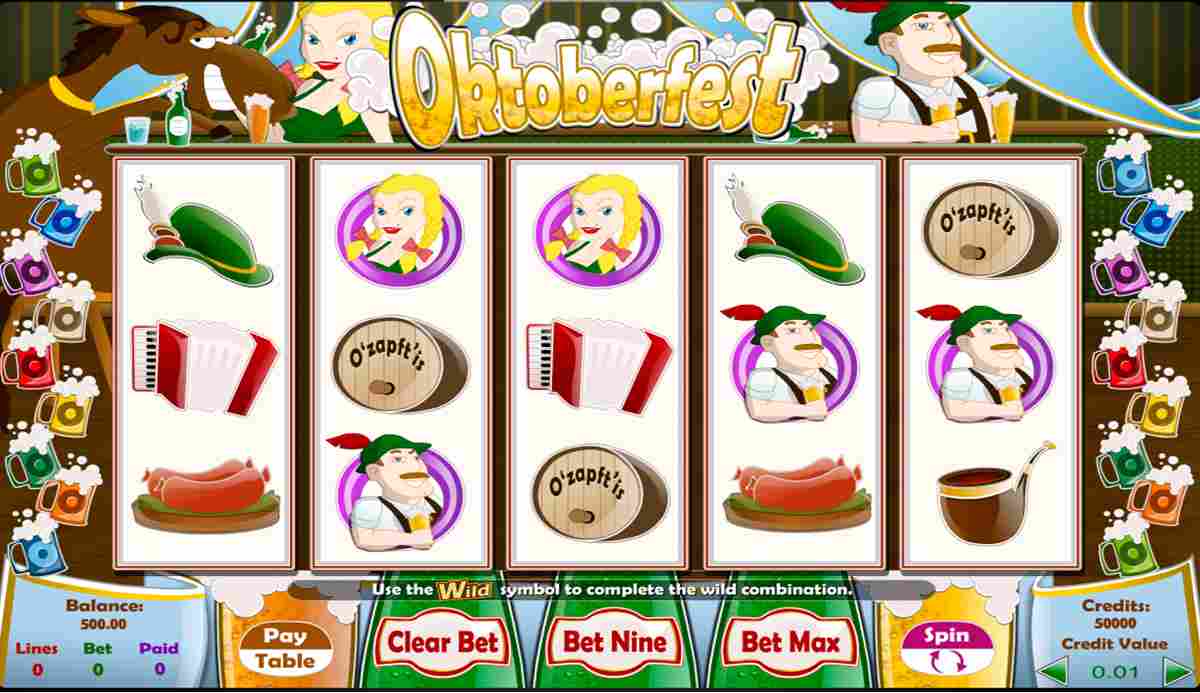 Oktoberfest
O'zapft'is
O'zapft'is
O'zapft'is
Use the Wild symbol to complete the wild combination.
Balance:
500.00
Lines Bet Paid
0 0 0
Pay
Table
Clear Bet
Bet Nine
Bet Max
Spin
Credits:
50000
Credit Value
0.01